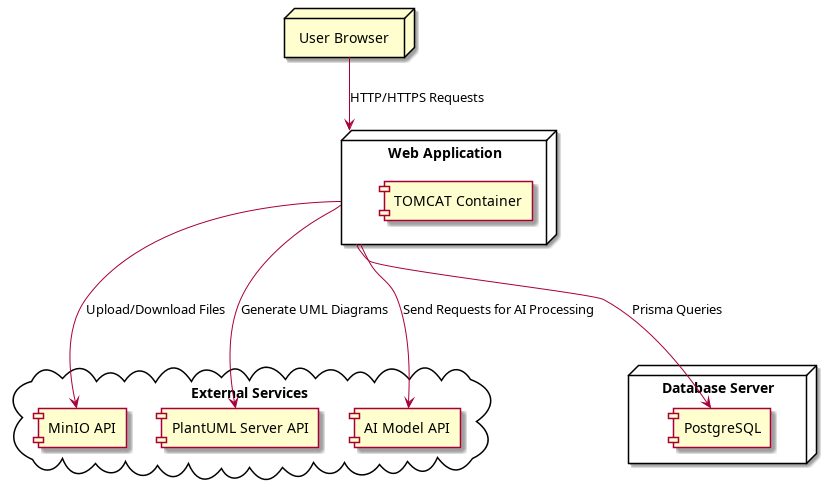 User Browser
HTTP/HTTPS Requests
Web Application
TOMCAT Container
Upload/Download Files
Generate UML Diagrams
Send Requests for AI Processing
Prisma Queries
External Services
MinIO API
PlantUML Server API
AI Model API
Database Server
PostgreSQL